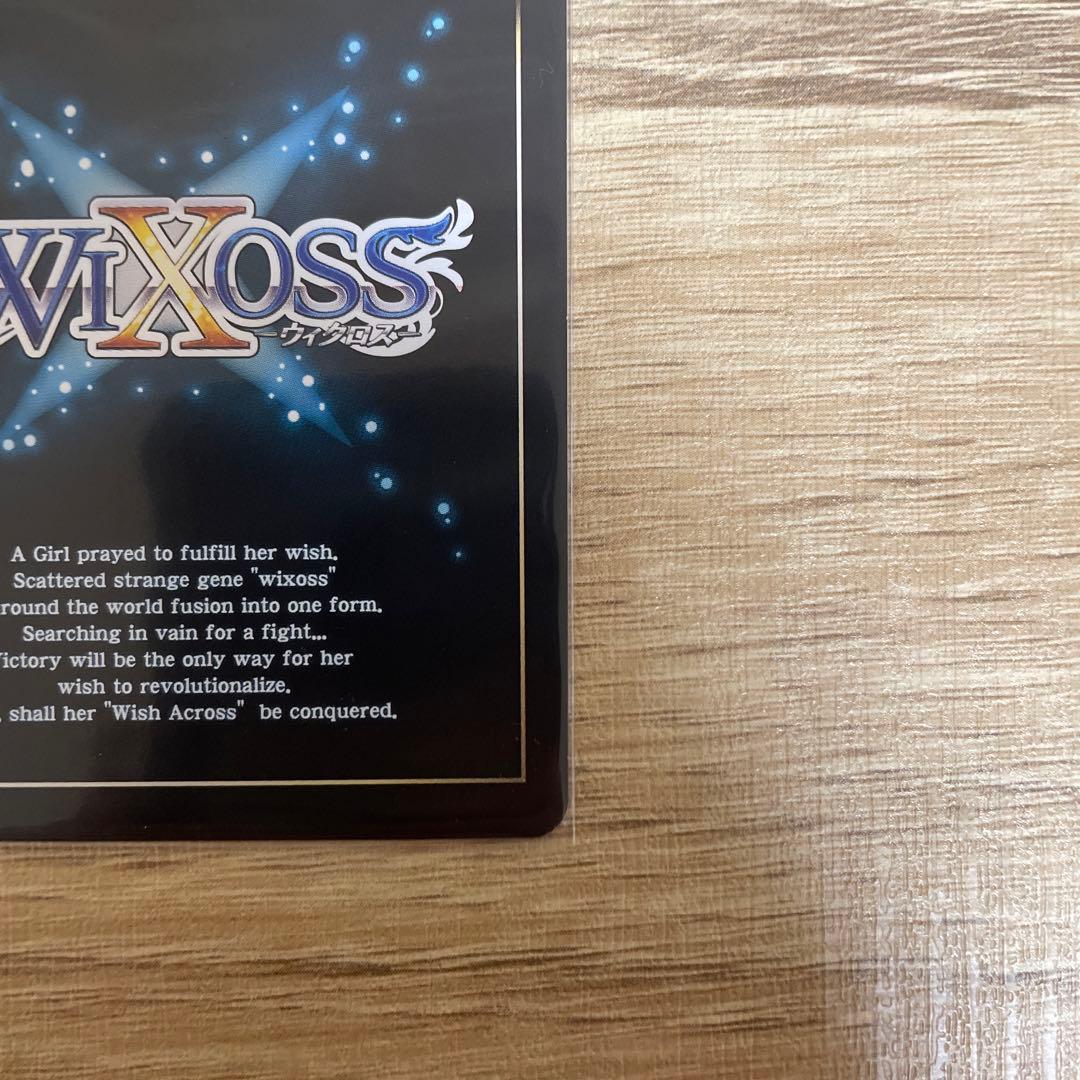 WIXOSS
-ウィクロス-
A Girl prayed to fulfill her wish.
Scattered strange gene "wixoss"
round the world fusion into one form.
Searching in vain for a fight...
ictory will be the only way for her
wish to revolutionalize.
, shall her "Wish Across" be conquered.